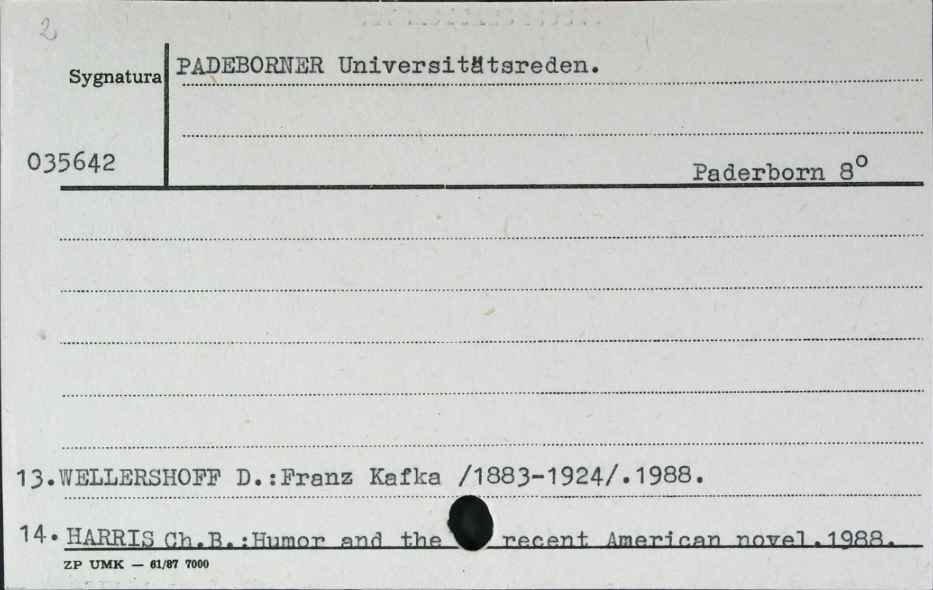 2
PADEBORNER Universitätsreden.
Sygnatura
035642
Paderborn 8°
13.WELLERSHOFF D.:Franz Kafka /1883-1924/.1988.
14. HARRIS Ch.B.:Humor and the recent American novel.1988.
ZP UMK — 61/87 7000